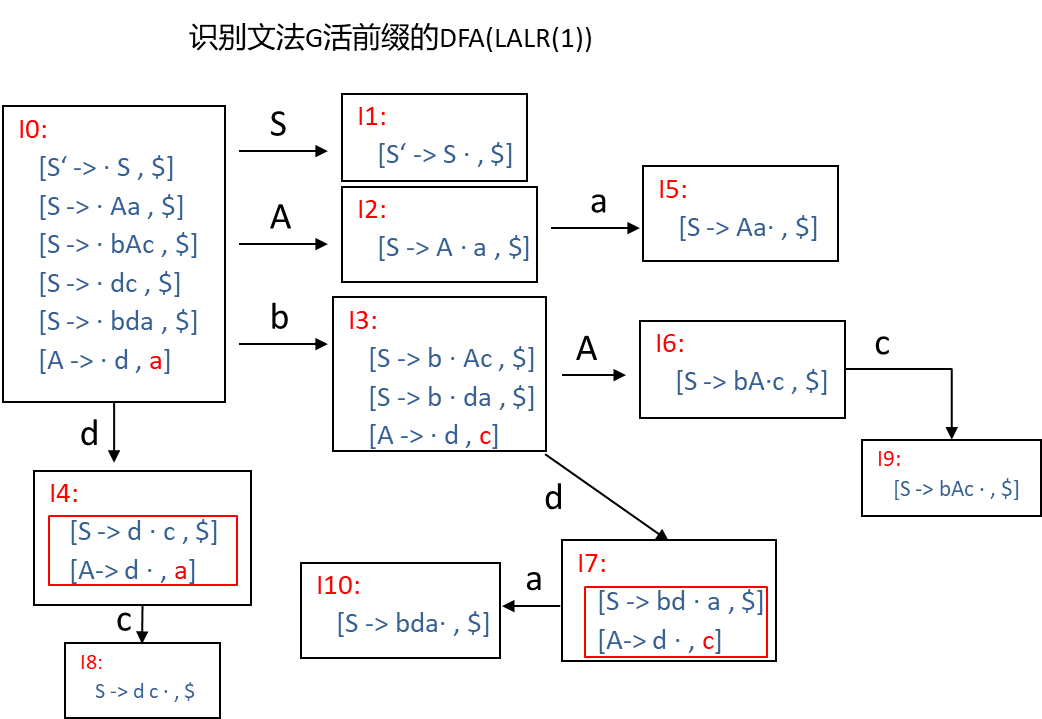 识别文法G活前缀的DFA(LALR(1))
I0:
[S‘ -> · S , $]
[S -> · Aa , $]
[S -> · bAc , $]
[S -> · dc , $]
[S -> · bda , $]
[A -> · d , a]
S
I1:
[S‘ -> S · , $]
A
I2:
[S -> A · a , $]
a
I5:
[S -> Aa· , $]
b
I3:
[S -> b · Ac , $]
[S -> b · da , $]
[A -> · d , c]
A
I6:
[S -> bA·c , $]
c
I9:
[S -> bAc · , $]
d
I4:
[S -> d · c , $]
[A-> d · , a]
c
I8:
S -> d c · , $
d
I7:
[S -> bd · a , $]
[A-> d · , c]
a
I10:
[S -> bda· , $]